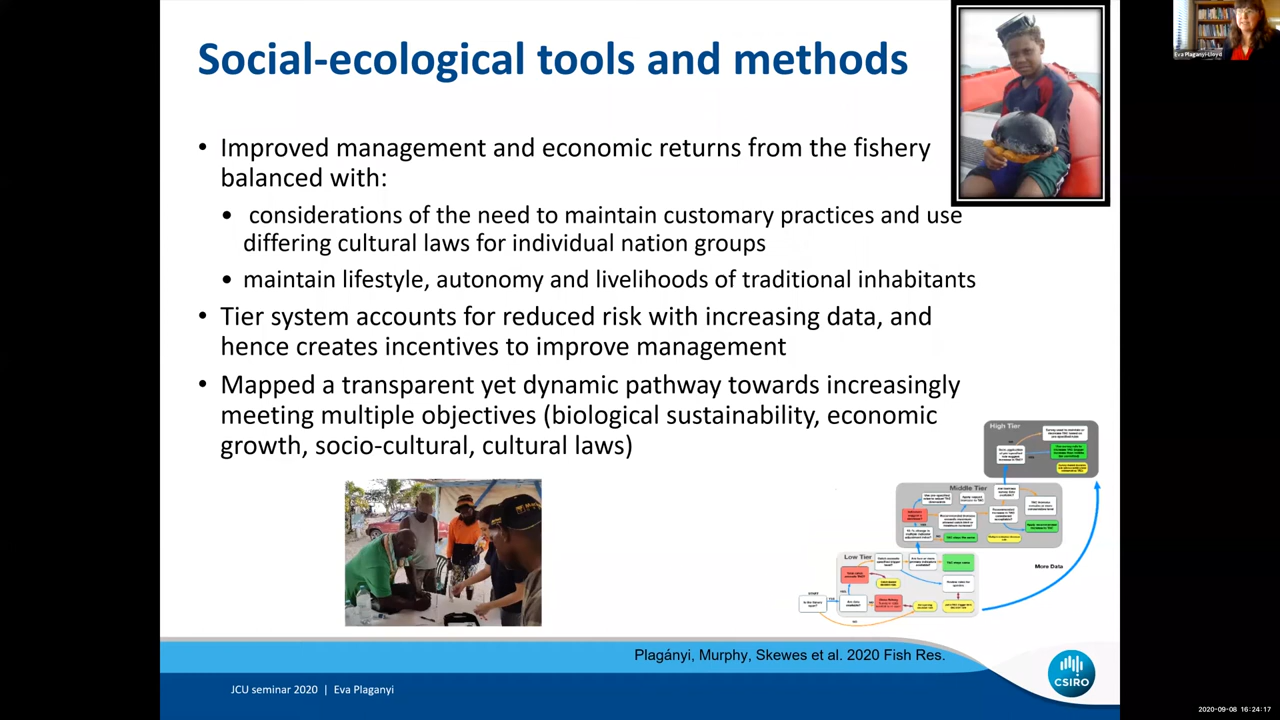 Social-ecological tools and methods
Eva Plaganyi-Lloyd
• Improved management and economic returns from the fishery
balanced with:
• considerations of the need to maintain customary practices and use
differing cultural laws for individual nation groups
• maintain lifestyle, autonomy and livelihoods of traditional inhabitants
• Tier system accounts for reduced risk with increasing data, and
hence creates incentives to improve management
• Mapped a transparent yet dynamic pathway towards increasingly
meeting multiple objectives (biological sustainability, economic
growth, socio-cultural, cultural laws)
High Tier
Middle Tier
Low Tier
More Data
START
Plagányi, Murphy, Skewes et al. 2020 Fish Res.
JCU seminar 2020 | Eva Plaganyi
CSIRO
2020-09-08 16:24:17